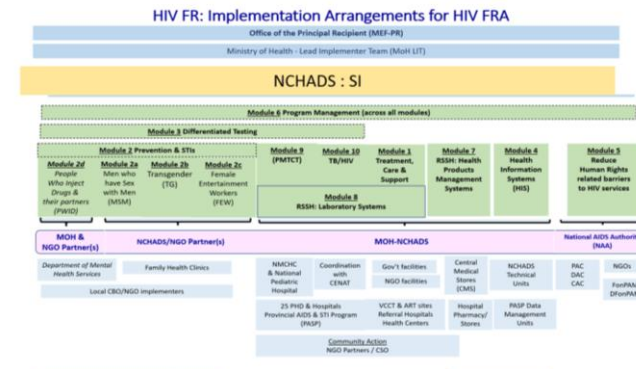 HIV FR: Implementation Arrangements for HIV FRA
Office of the Principal Recipient (MEF-PR)
Ministry of Health - Lead Implementer Team (MoH LIT)
NCHADS : SI
Module 6 Program Management (across all modules)
Module 3 Differentiated Testing
Module 2 Prevention & STIs
Module 2d
People
Who inject
Drugs &
their partners
(PWID)
Module 2a
Men who
have Sex
with Men
(MSM)
Module 2b
Transgender
(TG)
Module 2c
Female
Entertainment
Workers
(FEW)
Module 9
(PMTCT)
Module 10
TB/HIV
Module 1
Treatment,
Care &
Support
Module 8
RSSH: Laboratory Systems
Module 7
RSSH: Health
Products
Management
Systems
Module 4
Health
Information
Systems
(HIS)
Module 5
Reduce
Human Rights
related barriers
to HIV services
MOH &
NGO Partner(s)
NCHADS/NGO Partner(s)
MOH-NCHADS
National AIDS Authorit
(NAA)
Department of Mental
Health Services
Family Health Clinics
Local CBO/NGO implementers
NMCHC
& National
Pediatric
Hospital
Coordination
with
CENAT
Gov't facilities
NGO facilities
Central
Medical
Stores
(CMS)
NCHADS
Technical
Units
PAC
DAC
CAC
NGOs
FonPAM
DFonPAM
25 PHD & Hospitals
Provincial AIDS & STI Program
(PASP)
VCCT & ART sites
Referral Hospitals
Health Centers
Hospital
Pharmacy/
Stores
PASP Data
Management
Units
Community Action
NGO Partners / CSO